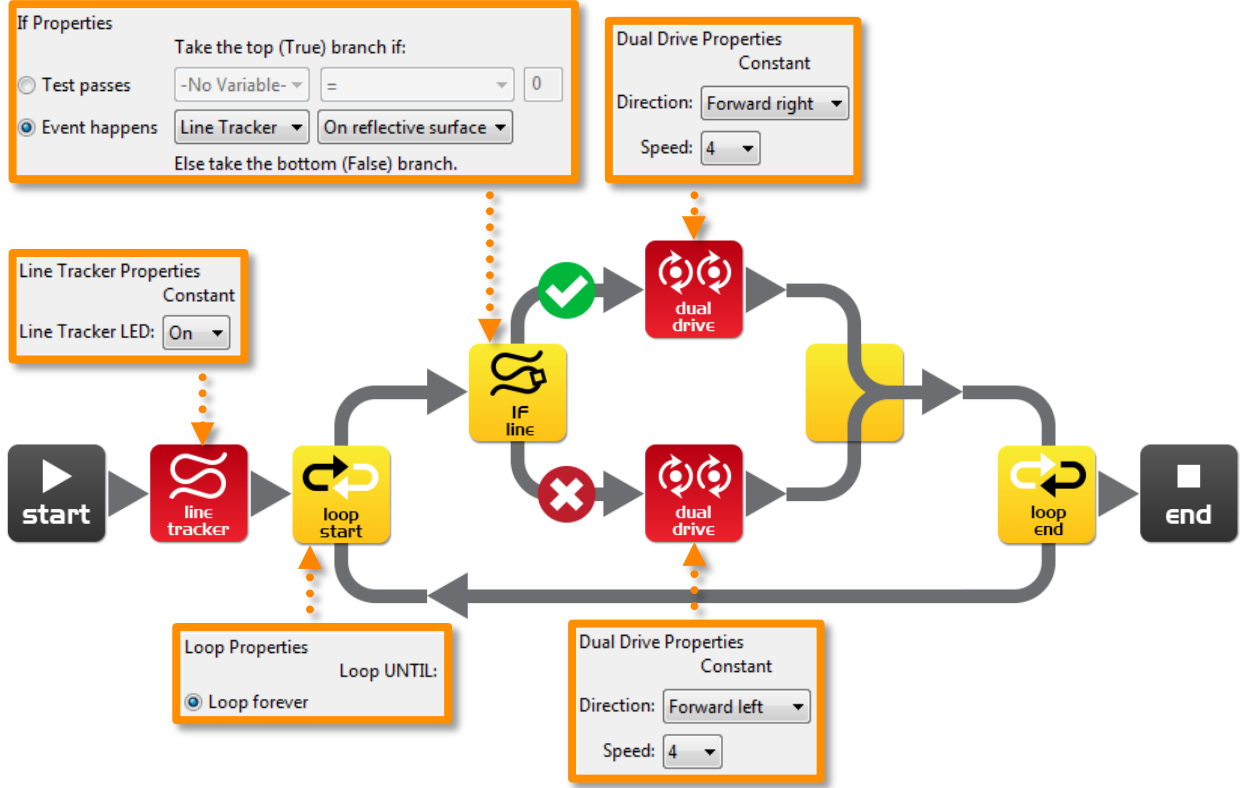 If Properties
Take the top (True) branch if:
Test passes -No Variable- = 0
Event happens Line Tracker On reflective surface
Else take the bottom (False) branch.
Dual Drive Properties
Constant
Direction: Forward right
Speed: 4
Line Tracker Properties
Constant
Line Tracker LED: On
dual
drive
IF
line
start
line
tracker
loop
start
dual
drive
loop
end
end
Loop Properties
Loop UNTIL:
Loop forever
Dual Drive Properties
Constant
Direction: Forward left
Speed: 4